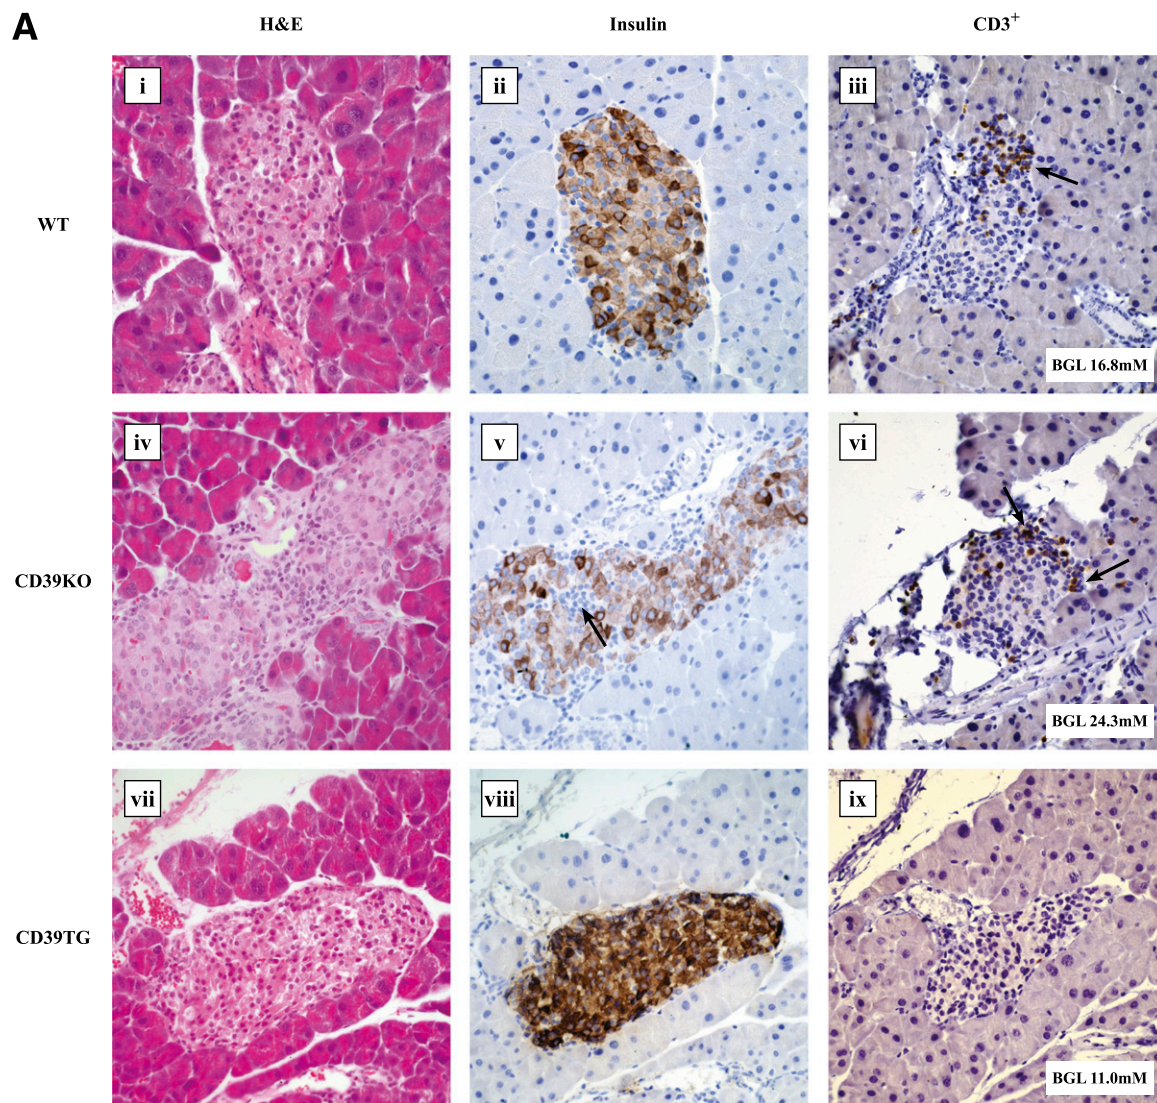 A
H&E
Insulin
CD3+
WT
i
ii
iii
BGL 16.8mM
CD39KO
iv
v
vi
BGL 24.3mM
CD39TG
vii
viii
ix
BGL 11.0mM